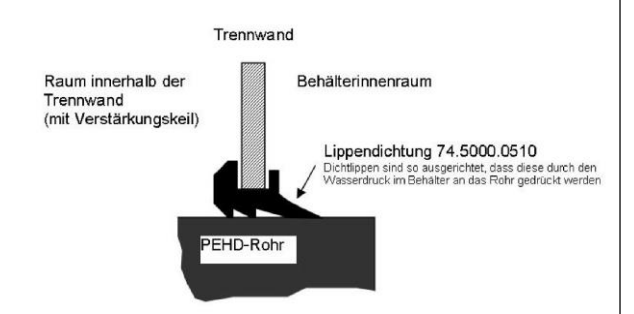 Trennwand
Raum innerhalb der
Trennwand
(mit Verstärkungskeil)
Behälterinnenraum
Lippendichtung 74.5000.0510
Dichtlippen sind so ausgerichtet, dass diese durch den
Wasserdruck im Behälter an das Rohr gedrückt werden
PEHD-Rohr